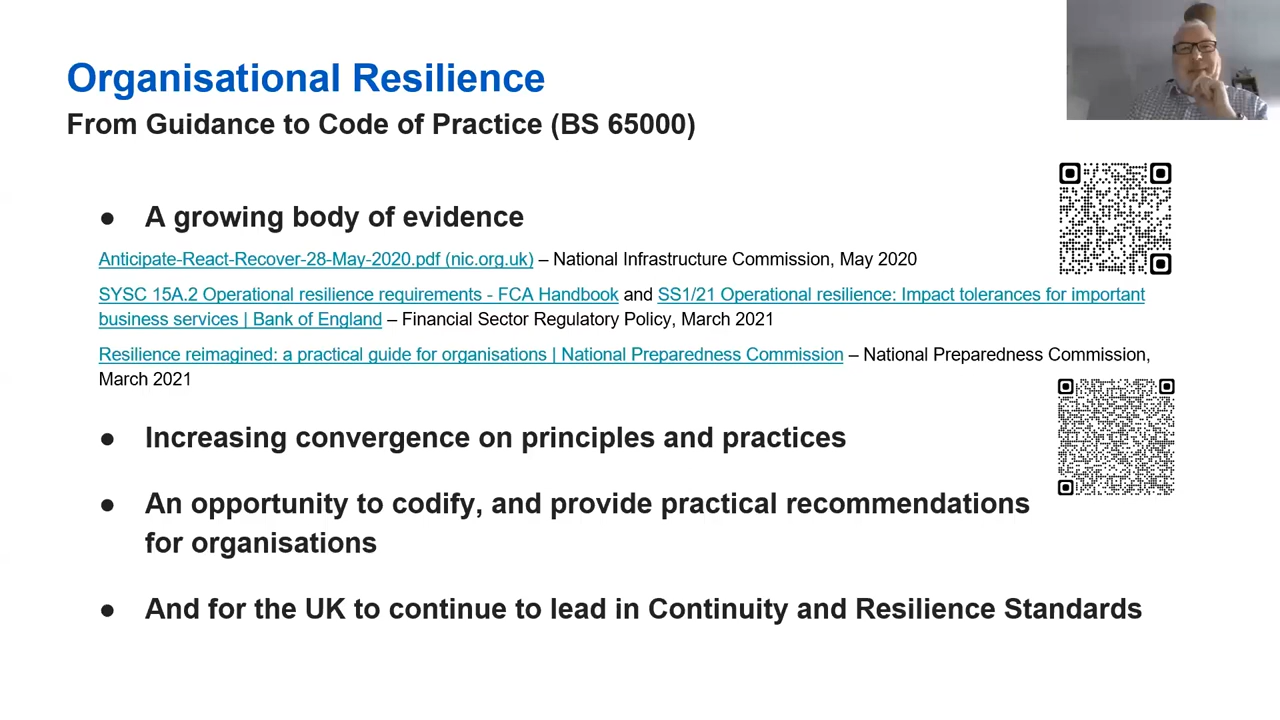 Organisational Resilience
From Guidance to Code of Practice (BS 65000)
● A growing body of evidence
Anticipate-React-Recover-28-May-2020.pdf (nic.org.uk) – National Infrastructure Commission, May 2020
SYSC 15A.2 Operational resilience requirements - FCA Handbook and SS1/21 Operational resilience: Impact tolerances for important
business services | Bank of England – Financial Sector Regulatory Policy, March 2021
Resilience reimagined: a practical guide for organisations | National Preparedness Commission – National Preparedness Commission,
March 2021
● Increasing convergence on principles and practices
● An opportunity to codify, and provide practical recommendations
for organisations
● And for the UK to continue to lead in Continuity and Resilience Standards